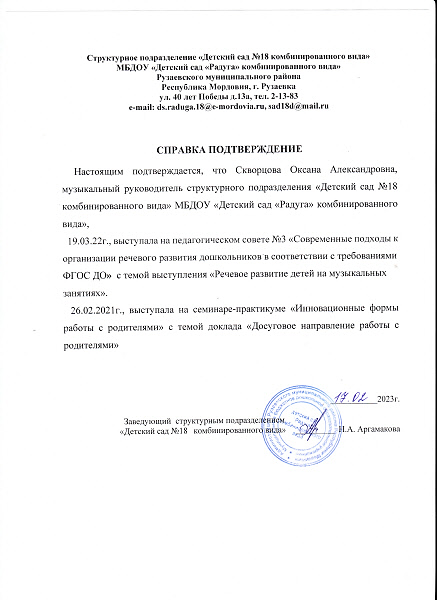 Структурное подразделение «Детский сад №18 комбинированного вида»
МБДОУ «Детский сад «Радуга» комбинированного вида»
Рузаевского муниципального района
Республика Мордовия, г. Рузаевка
ул. 40 лет Победы д.13а, тел. 2-13-83
e-mail: ds.raduga.18@e-mordovia.ru, sad18d@mail.ru
СПРАВКА ПОДТВЕРЖДЕНИЕ
Настоящим подтверждается, что Скворцова Оксана Александровна,
музыкальный руководитель структурного подразделения «Детский сад №18
комбинированного вида» МБДОУ «Детский сад «Радуга» комбинированного
вида»,
19.03.22г., выступала на педагогическом совете №3 «Современные подходы к
организации речевого развития дошкольников в соответствии с требованиями
ФГОС ДО» с темой выступления «Речевое развитие детей на музыкальных
занятиях».
26.02.2021г., выступала на семинаре-практикуме «Инновационные формы
работы с родителями» с темой доклада «Досуговое направление работы с
родителями»
17.02 2023г.
Заведующий структурным подразделением
«Детский сад №18 комбинированного вида» Н.А. Аргамакова